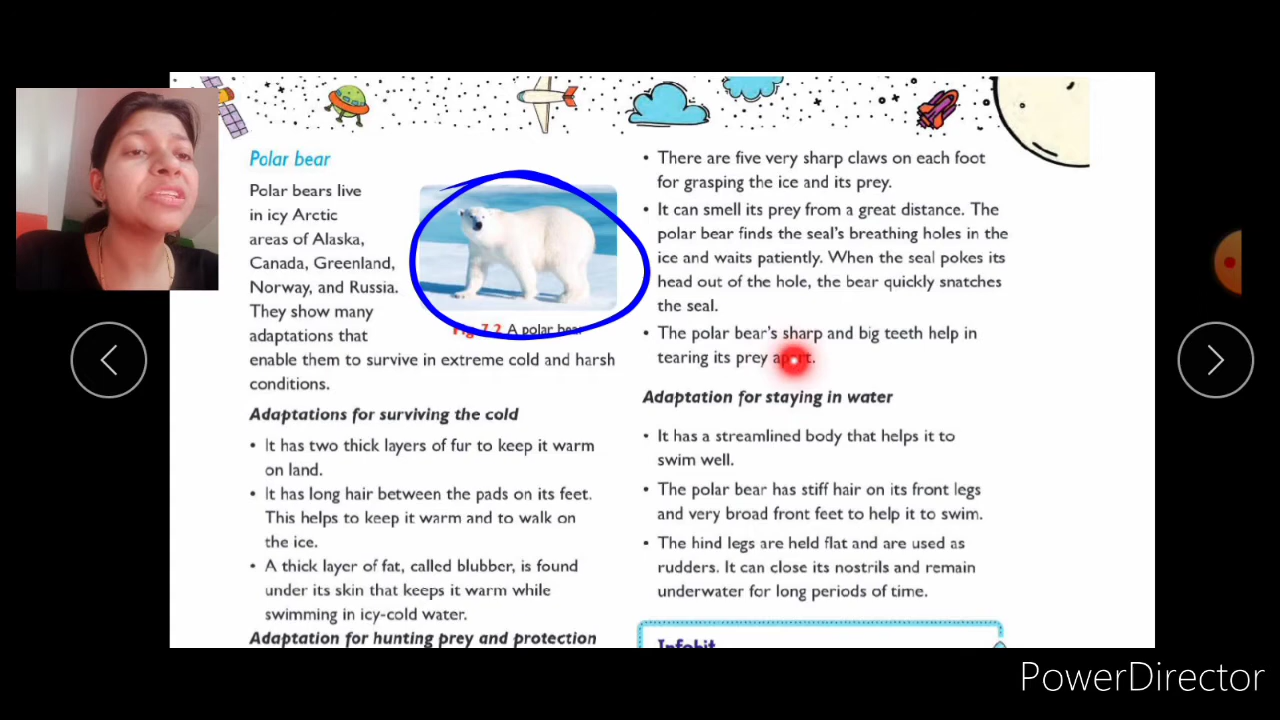 Polar bear
Polar bears live
in icy Arctic
areas of Alaska,
Canada, Greenland,
Norway, and Russia.
They show many
adaptations that
enable them to survive in extreme cold and harsh
conditions.
Fig 7.2 A polar bear
Adaptations for surviving the cold
• It has two thick layers of fur to keep it warm
on land.
• It has long hair between the pads on its feet.
This helps to keep it warm and to walk on
the ice.
• A thick layer of fat, called blubber, is found
under its skin that keeps it warm while
swimming in icy-cold water.
Adaptation for hunting prey and protection
• There are five very sharp claws on each foot
for grasping the ice and its prey.
• It can smell its prey from a great distance. The
polar bear finds the seal's breathing holes in the
ice and waits patiently. When the seal pokes its
head out of the hole, the bear quickly snatches
the seal.
• The polar bear's sharp and big teeth help in
tearing its prey apart.
Adaptation for staying in water
• It has a streamlined body that helps it to
swim well.
• The polar bear has stiff hair on its front legs
and very broad front feet to help it to swim.
• The hind legs are held flat and are used as
rudders. It can close its nostrils and remain
underwater for long periods of time.
Infobit
PowerDirector